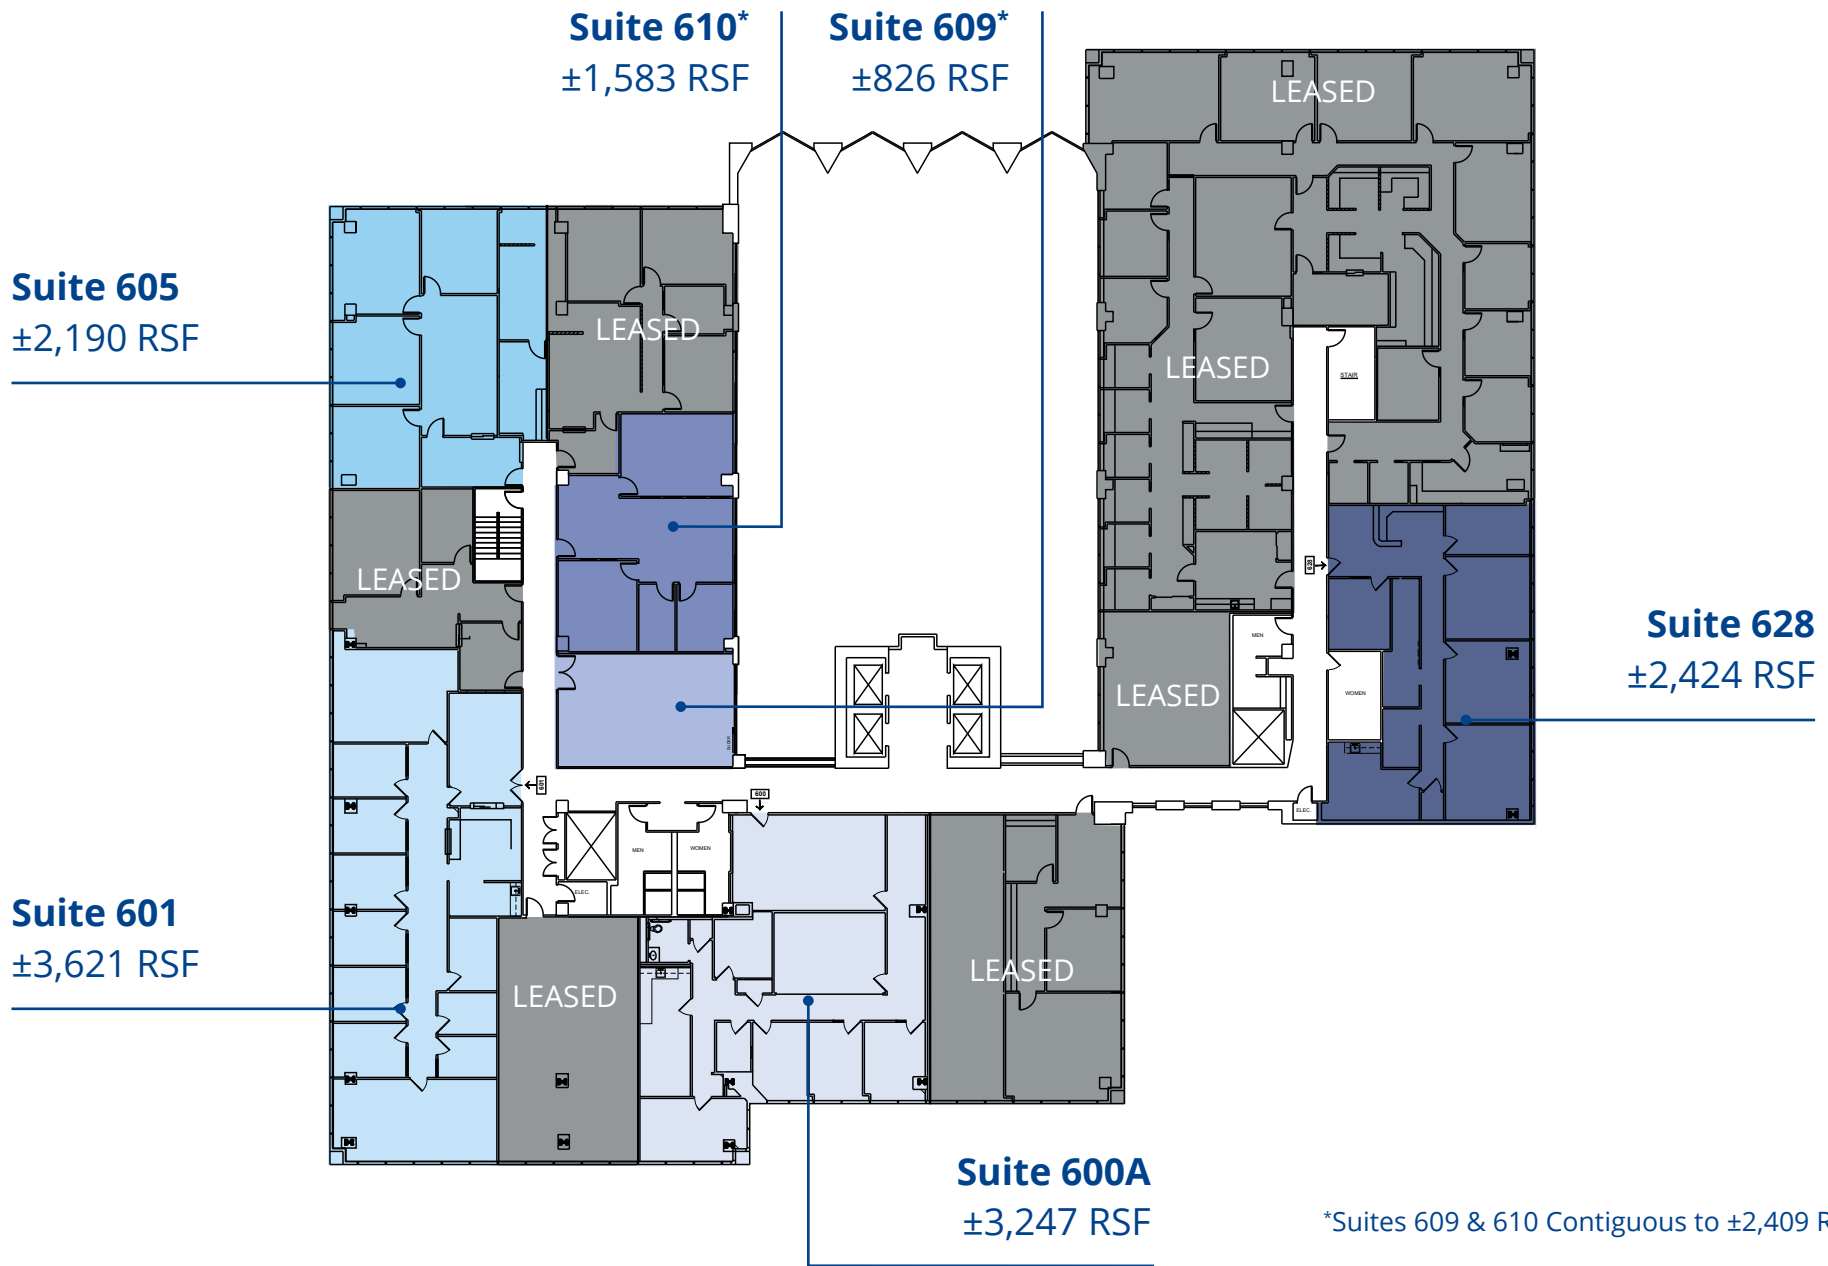 Suite 610*
±1,583 RSF
Suite 609*
±826 RSF
LEASED
Suite 605
±2,190 RSF
LEASED
LEASED
STAIR
LEASED
628
Suite 628
±2,424 RSF
MEN
WOMEN
LEASED
601
600
ELEC.
MEN
WOMEN
ELEC.
Suite 601
±3,621 RSF
LEASED
LEASED
Suite 600A
±3,247 RSF
*Suites 609 & 610 Contiguous to ±2,409 R